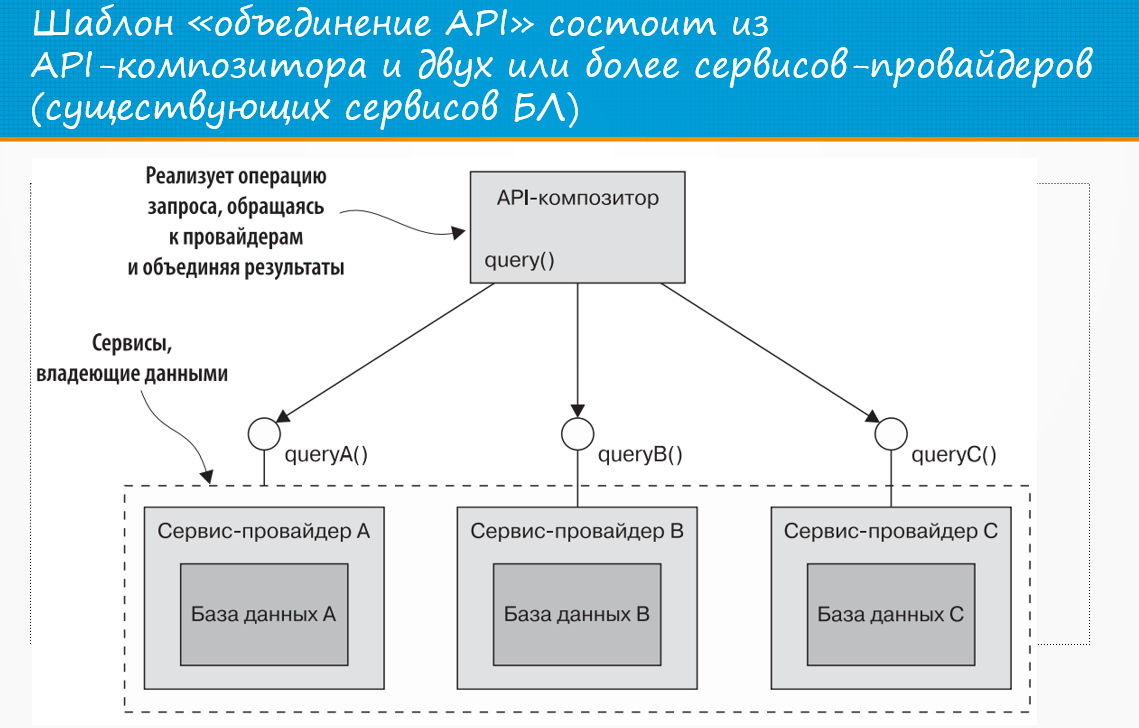 Шаблон «объединение API» состоит из
API-композитора и двух или более сервисов-провайдеров
(существующих сервисов БЛ)
Реализует операцию
запроса, обращаясь
к провайдерам
и объединяя результаты
API-композитор
query()
Сервисы,
владеющие данными
queryA()
queryB()
queryC()
Сервис-провайдер A
Сервис-провайдер B
Сервис-провайдер C
База данных A
База данных B
База данных C